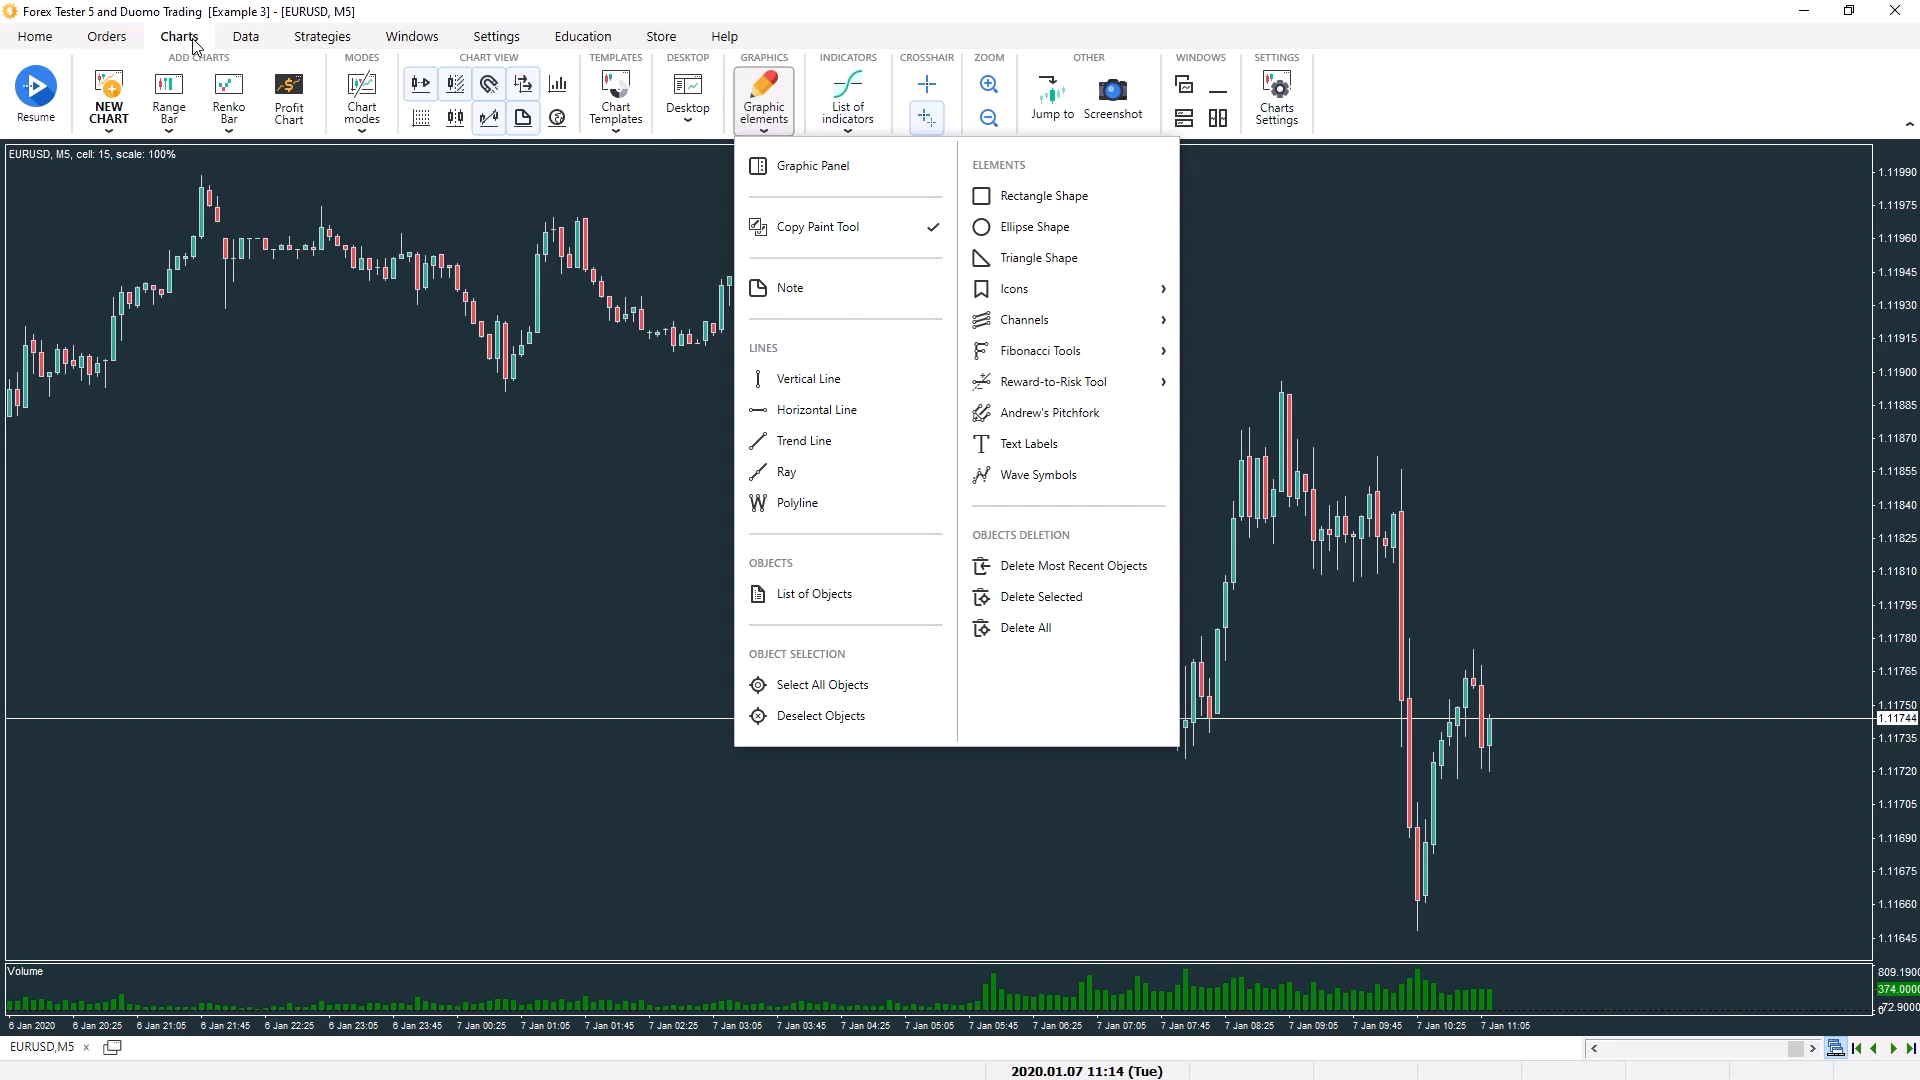 Forex Tester 5 and Duomo Trading [Example 3] - [EURUSD, M5]
Home Orders Charts Data Strategies Windows Settings Education Store Help
ADD CHARTS MODES CHART VIEW TEMPLATES DESKTOP GRAPHICS INDICATORS CROSSHAIR ZOOM OTHER WINDOWS SETTINGS
Resume
NEW CHART
Range Bar
Renko Bar
Profit Chart
Chart modes
Chart Templates
Desktop
Graphic elements
List of indicators
Jump to
Screenshot
Charts Settings
EURUSD, M5, cell: 15, scale: 100%
Graphic Panel
Copy Paint Tool
Note
LINES
Vertical Line
Horizontal Line
Trend Line
Ray
Polyline
OBJECTS
List of Objects
OBJECT SELECTION
Select All Objects
Deselect Objects
ELEMENTS
Rectangle Shape
Ellipse Shape
Triangle Shape
Icons
Channels
Fibonacci Tools
Reward-to-Risk Tool
Andrew's Pitchfork
Text Labels
Wave Symbols
OBJECTS DELETION
Delete Most Recent Objects
Delete Selected
Delete All
1.11990
1.11975
1.11960
1.11945
1.11930
1.11915
1.11900
1.11885
1.11870
1.11855
1.11840
1.11825
1.11810
1.11795
1.11780
1.11765
1.11750
1.11744
1.11735
1.11720
1.11705
1.11690
1.11675
1.11660
1.11645
Volume
809.1900
374.0000
6 Jan 2020 6 Jan 20:25 6 Jan 21:05 6 Jan 21:45 6 Jan 22:25 6 Jan 23:05 6 Jan 23:45 7 Jan 00:25 7 Jan 01:05 7 Jan 01:45 7 Jan 02:25 7 Jan 03:05 7 Jan 03:45 7 Jan 04:25 7 Jan 05:05 7 Jan 05:45 7 Jan 06:25 7 Jan 07:05 7 Jan 07:45 7 Jan 08:25 7 Jan 09:05 7 Jan 09:45 7 Jan 10:25 7 Jan 11:05
EURUSD,M5
2020.01.07 11:14 (Tue)